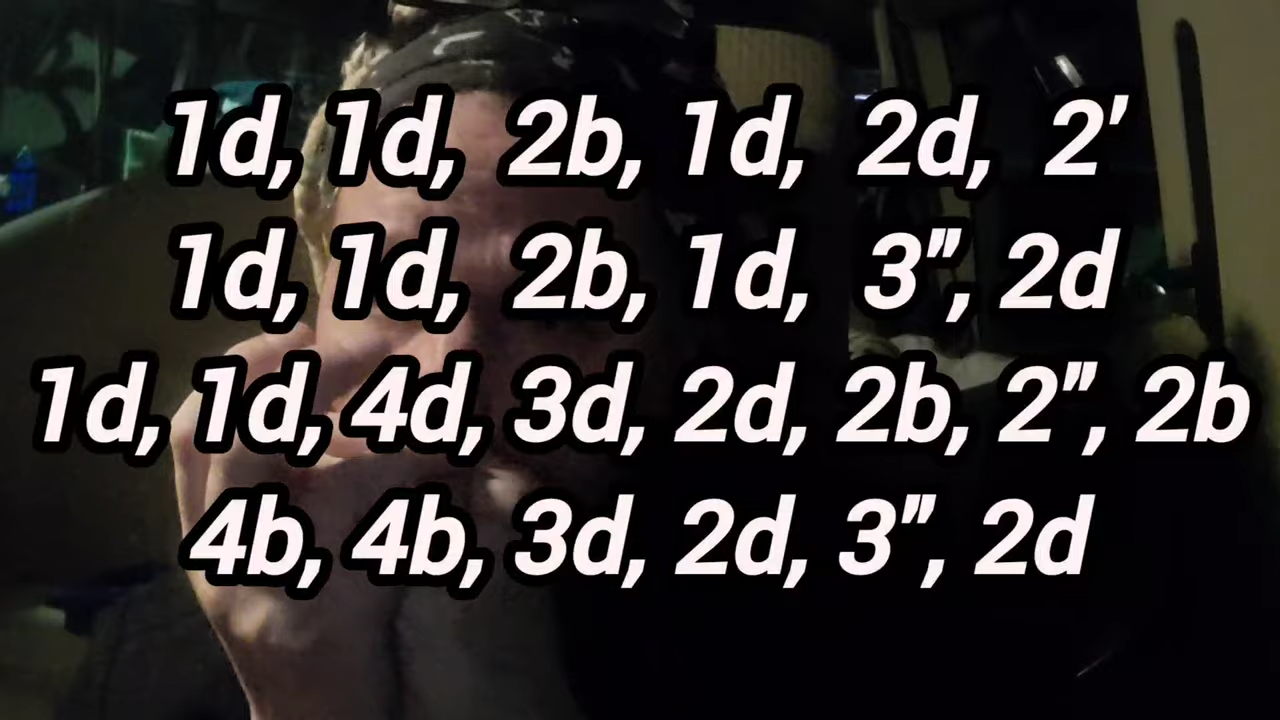 1d, 1d, 2b, 1d, 2d, 2'
1d, 1d, 2b, 1d, 3", 2d
1d, 1d, 4d, 3d, 2d, 2b, 2", 2b
4b, 4b, 3d, 2d, 3", 2d